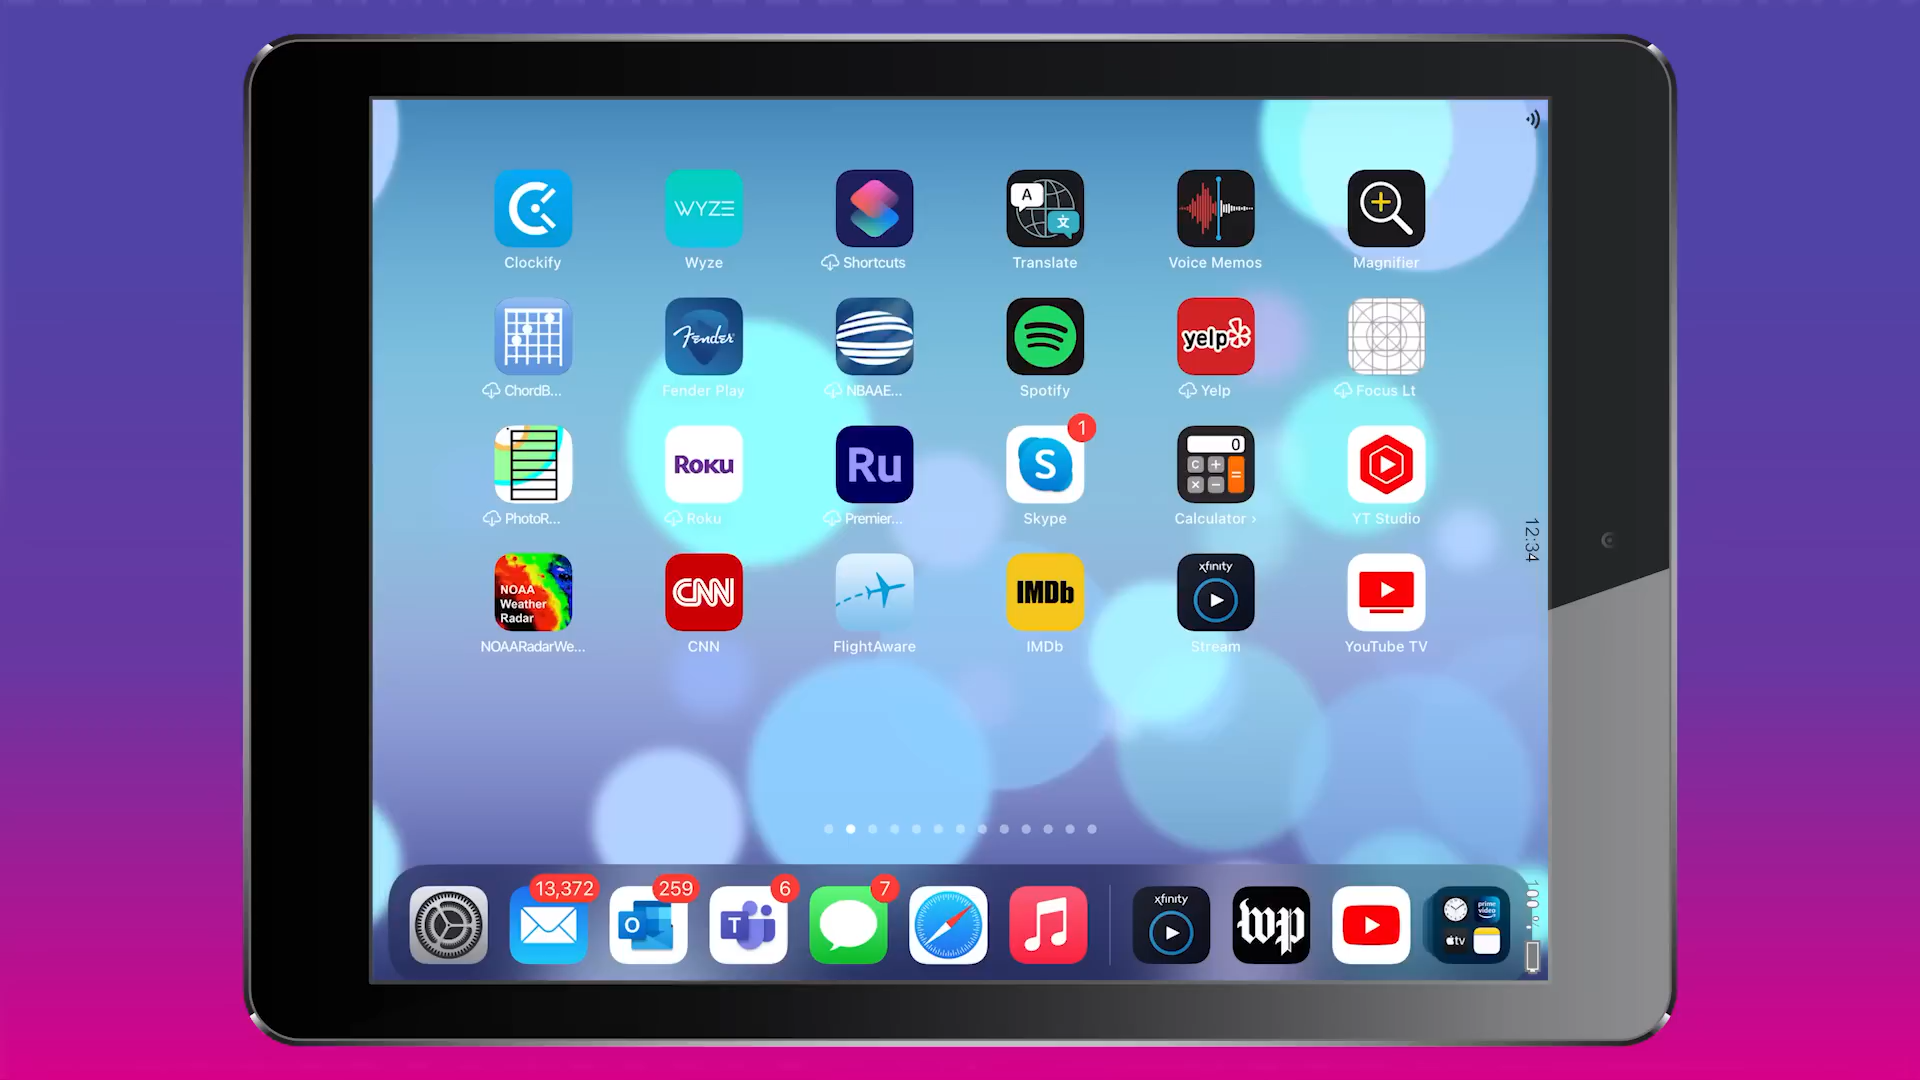 WYZE
A
文
Clockify
Wyze
Shortcuts
Translate
Voice Memos
Magnifier
Fender
yelp
ChordB...
Fender Play
NBAAE...
Spotify
Yelp
Focus Lt
1
0
ROKU
Ru
S
C + = × −
PhotoR...
Roku
Premier...
Skype
Calculator ›
YT Studio
12:34
NOAA
Weather
Radar
CNN
IMDb
xfinity
NOAARadarWe...
CNN
FlightAware
IMDb
Stream
YouTube TV
13,372
259
6
7
100 %
O
T
xfinity
wp
prime video
tv